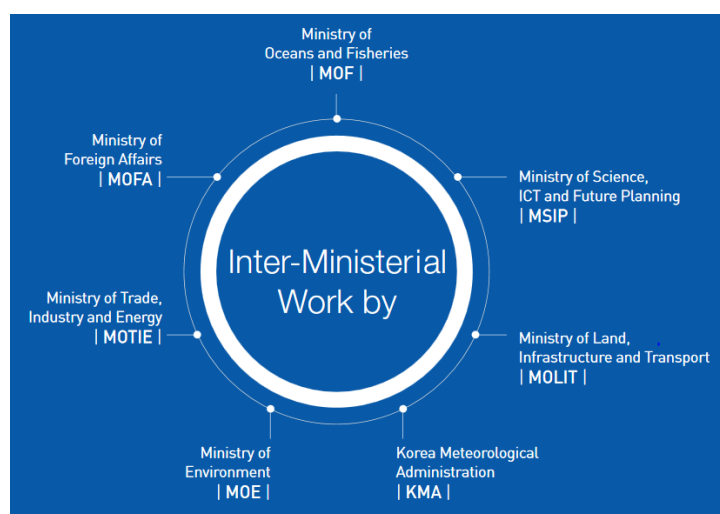 Ministry of
Oceans and Fisheries
| MOF |
Ministry of
Foreign Affairs
| MOFA |
Ministry of Science,
ICT and Future Planning
| MSIP |
Inter-Ministerial
Work by
Ministry of Trade,
Industry and Energy
| MOTIE |
Ministry of Land,
Infrastructure and Transport
| MOLIT |
Ministry of
Environment
| MOE |
Korea Meteorological
Administration
| KMA |